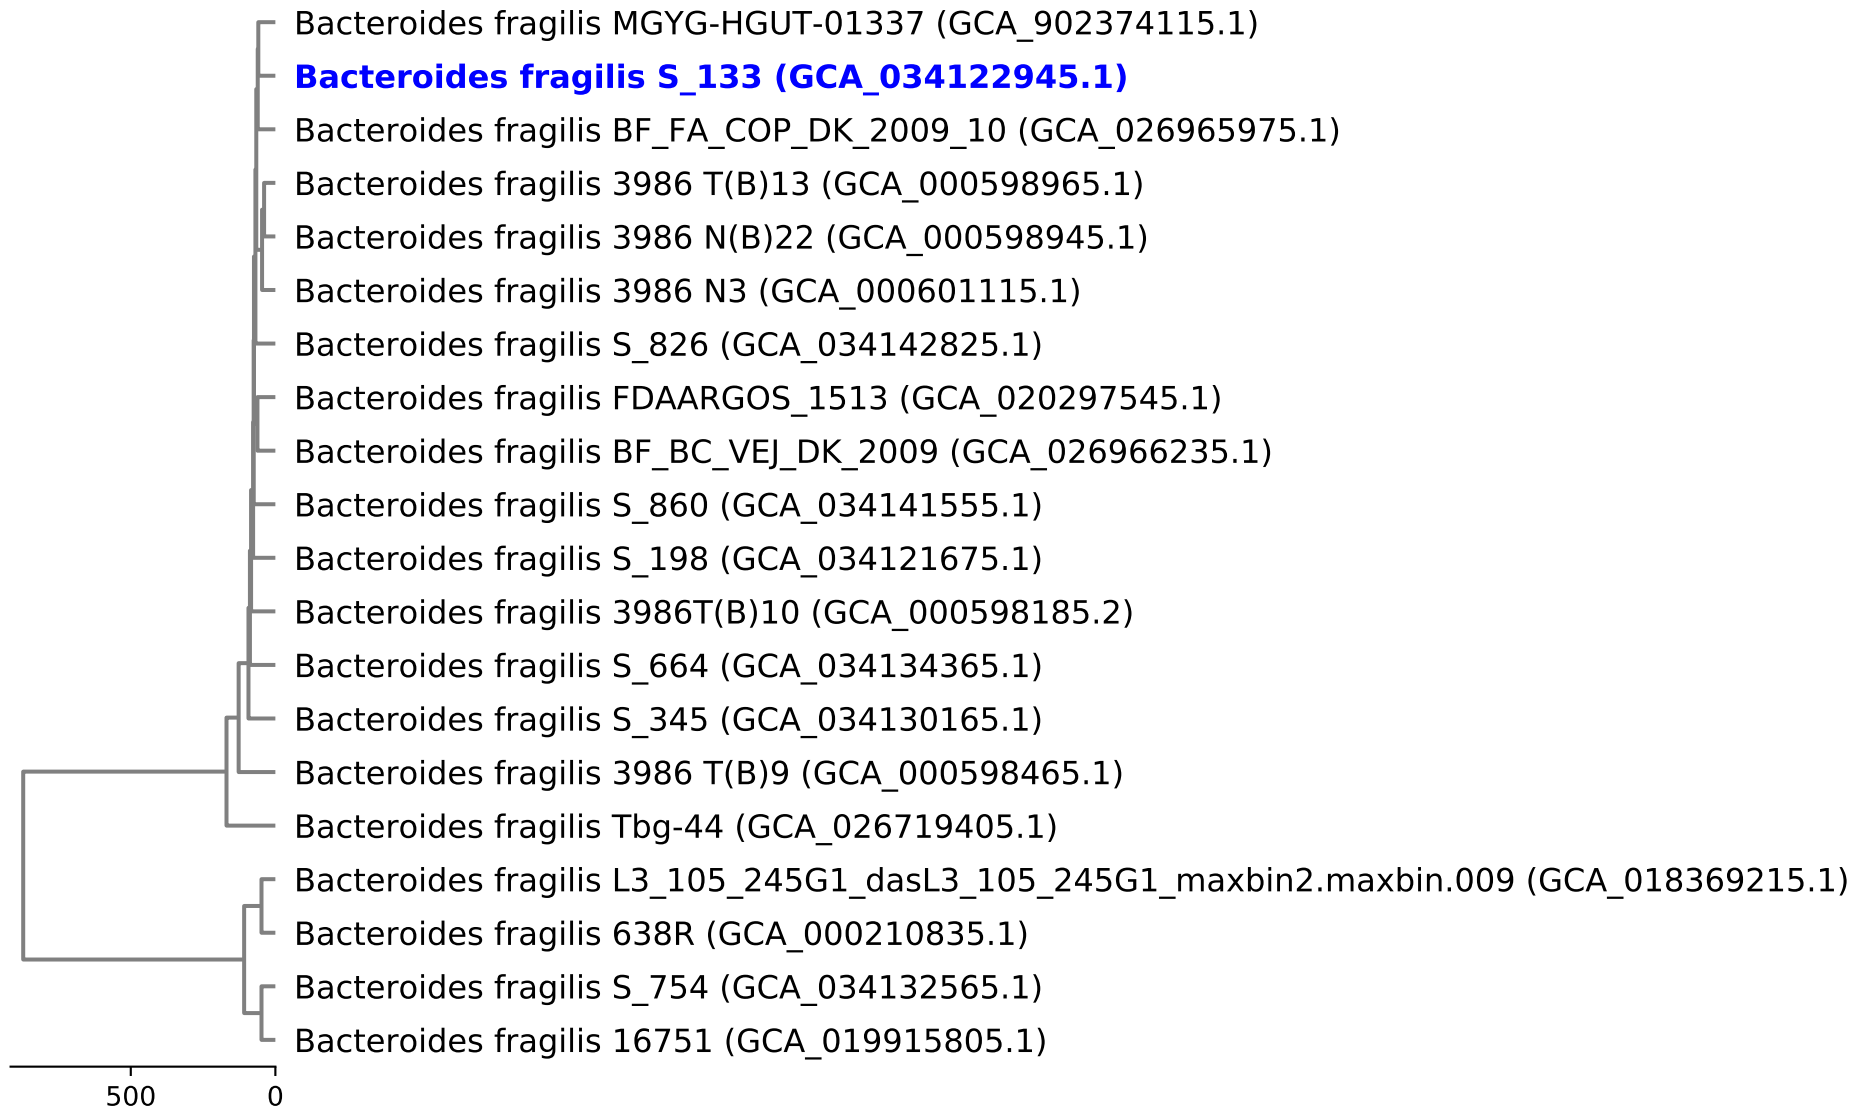 Bacteroides fragilis MGYG-HGUT-01337 (GCA_902374115.1)
Bacteroides fragilis S_133 (GCA_034122945.1)
Bacteroides fragilis BF_FA_COP_DK_2009_10 (GCA_026965975.1)
Bacteroides fragilis 3986 T(B)13 (GCA_000598965.1)
Bacteroides fragilis 3986 N(B)22 (GCA_000598945.1)
Bacteroides fragilis 3986 N3 (GCA_000601115.1)
Bacteroides fragilis S_826 (GCA_034142825.1)
Bacteroides fragilis FDAARGOS_1513 (GCA_020297545.1)
Bacteroides fragilis BF_BC_VEJ_DK_2009 (GCA_026966235.1)
Bacteroides fragilis S_860 (GCA_034141555.1)
Bacteroides fragilis S_198 (GCA_034121675.1)
Bacteroides fragilis 3986T(B)10 (GCA_000598185.2)
Bacteroides fragilis S_664 (GCA_034134365.1)
Bacteroides fragilis S_345 (GCA_034130165.1)
Bacteroides fragilis 3986 T(B)9 (GCA_000598465.1)
Bacteroides fragilis Tbg-44 (GCA_026719405.1)
Bacteroides fragilis L3_105_245G1_dasL3_105_245G1_maxbin2.maxbin.009 (GCA_018369215.1)
Bacteroides fragilis 638R (GCA_000210835.1)
Bacteroides fragilis S_754 (GCA_034132565.1)
Bacteroides fragilis 16751 (GCA_019915805.1)
500 0